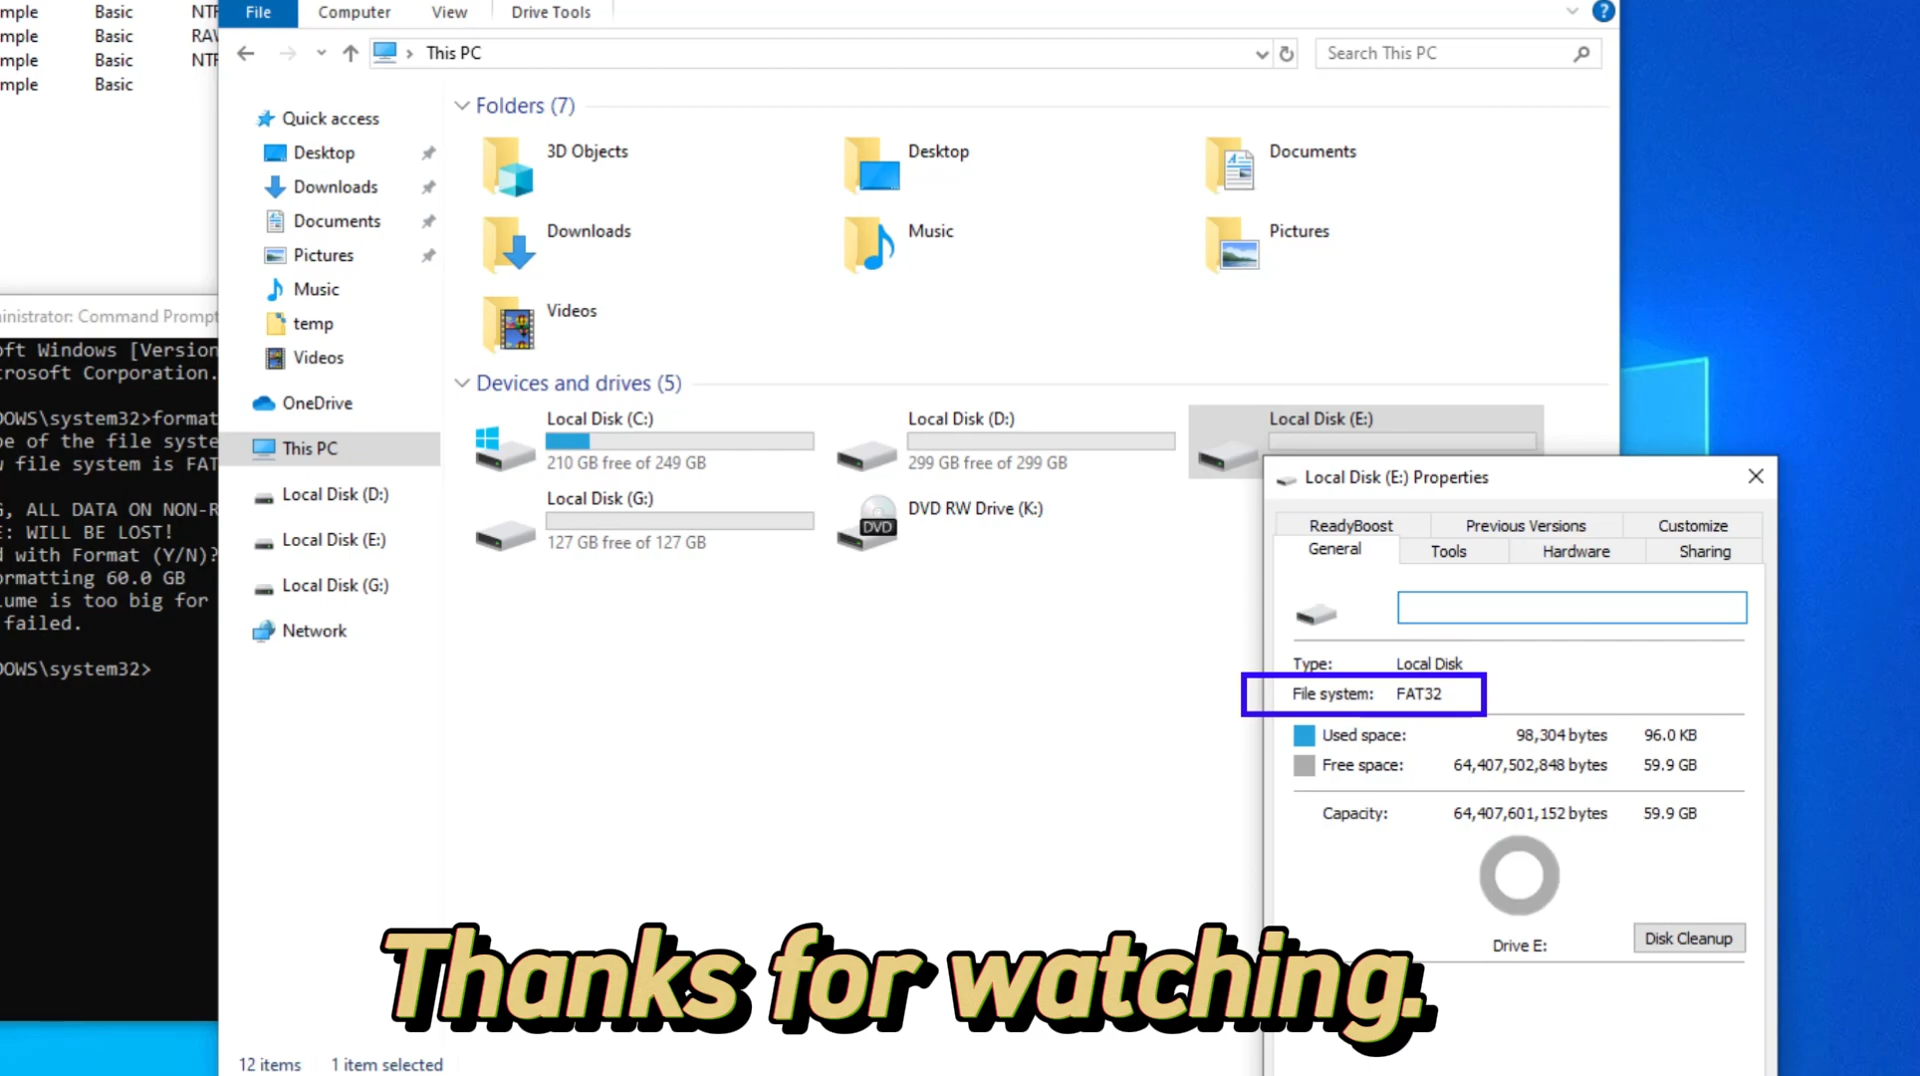 File Computer View Drive Tools ?
mple Basic NTF
mple Basic RAW
mple Basic NTF
mple Basic
This PC
Search This PC
Quick access
Desktop
Downloads
Documents
Pictures
Music
temp
Videos
OneDrive
This PC
Local Disk (D:)
Local Disk (E:)
Local Disk (G:)
Network
Folders (7)
3D Objects
Desktop
Documents
Downloads
Music
Pictures
Videos
Devices and drives (5)
Local Disk (C:)
210 GB free of 249 GB
Local Disk (D:)
299 GB free of 299 GB
Local Disk (E:)
Local Disk (G:)
127 GB free of 127 GB
DVD
DVD RW Drive (K:)
inistrator: Command Prompt
oft Windows [Version
rosoft Corporation.
OWS\system32>format
pe of the file syste
w file system is FAT
G, ALL DATA ON NON-R
E: WILL BE LOST!
d with Format (Y/N)?
ormatting 60.0 GB
lume is too big for
failed.
OWS\system32>
Local Disk (E:) Properties
ReadyBoost Previous Versions Customize
General Tools Hardware Sharing
Type: Local Disk
File system: FAT32
Used space: 98,304 bytes 96.0 KB
Free space: 64,407,502,848 bytes 59.9 GB
Capacity: 64,407,601,152 bytes 59.9 GB
Drive E:
Disk Cleanup
Thanks for watching.
12 items 1 item selected